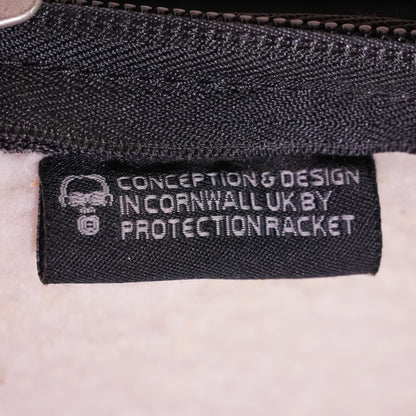 CONCEPTION & DESIGN
IN CORNWALL UK BY
PROTECTION RACKET